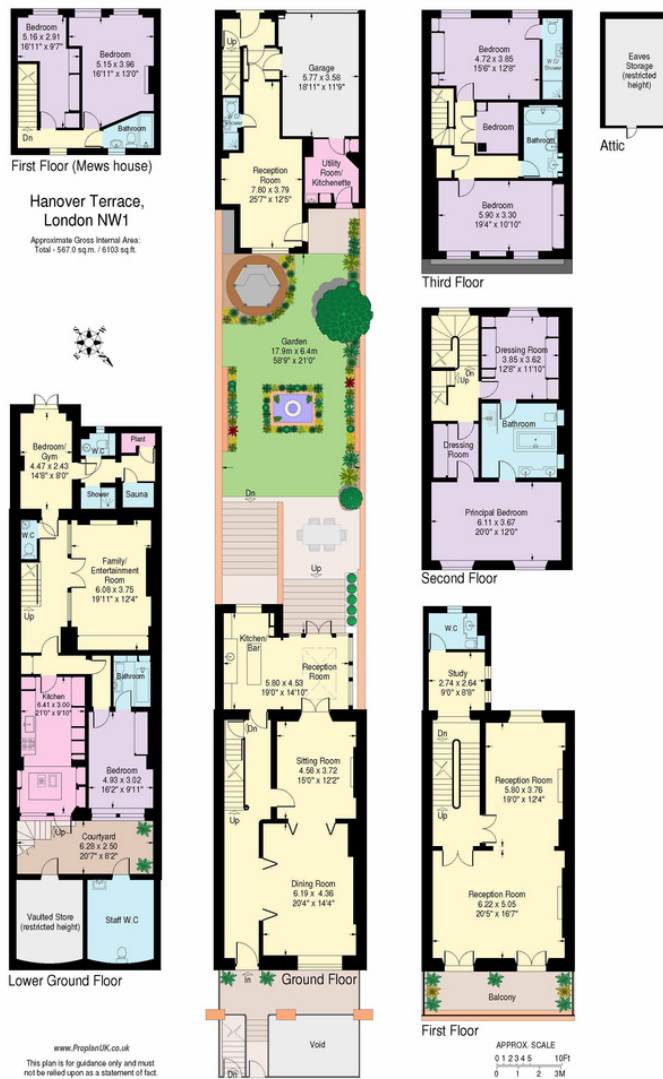 Bedroom
5.16 x 2.91
16'11" x 9'7"
Bedroom
5.15 x 3.96
16'11" x 13'0"
Dn
Bathroom
First Floor (Mews house)
Hanover Terrace,
London NW1
Approximate Gross Internal Area:
Total - 567.0 sq.m. / 6103 sq.ft.
Up
Garage
5.77 x 3.58
18'11" x 11'9"
Shower
Reception
Room
7.80 x 3.79
25'7" x 12'5"
Utility
Room/
Kitchenette
Garden
17.9m x 6.4m
58'9" x 21'0"
Dn
Up
Kitchen/
Bar
5.80 x 4.53
19'0" x 14'10"
Reception
Room
Dn
Up
Sitting Room
4.58 x 3.72
15'0" x 12'2"
Dining Room
6.19 x 4.36
20'4" x 14'4"
In
Ground Floor
Void
Dn
Bedroom
4.72 x 3.85
15'6" x 12'8"
W.C/
Shower
Bedroom
Bathroom
Dn
Bedroom
5.90 x 3.30
19'4" x 10'10"
Third Floor
Eaves
Storage
(restricted
height)
Attic
Dressing Room
3.85 x 3.62
12'8" x 11'10"
Dn
Up
Bathroom
Dressing
Room
Principal Bedroom
6.11 x 3.67
20'0" x 12'0"
Second Floor
Bedroom/
Gym
4.47 x 2.43
14'8" x 8'0"
W.C
Plant
Shower
Sauna
W.C
Family/
Entertainment
Room
6.08 x 3.75
19'11" x 12'4"
Up
Bathroom
Kitchen
6.41 x 3.00
21'0" x 9'10"
Bedroom
4.93 x 3.02
16'2" x 9'11"
Up
Courtyard
6.28 x 2.50
20'7" x 8'2"
Vaulted Store
(restricted height)
Staff W.C
Lower Ground Floor
W.C
Study
2.74 x 2.64
9'0" x 8'8"
Dn
Up
Reception Room
5.80 x 3.76
19'0" x 12'4"
Reception Room
6.22 x 5.05
20'5" x 16'7"
Balcony
First Floor
www.ProplanUK.co.uk
This plan is for guidance only and must
not be relied upon as a statement of fact.
APPROX. SCALE
0 1 2 3 4 5 10Ft
0 1 2 3M